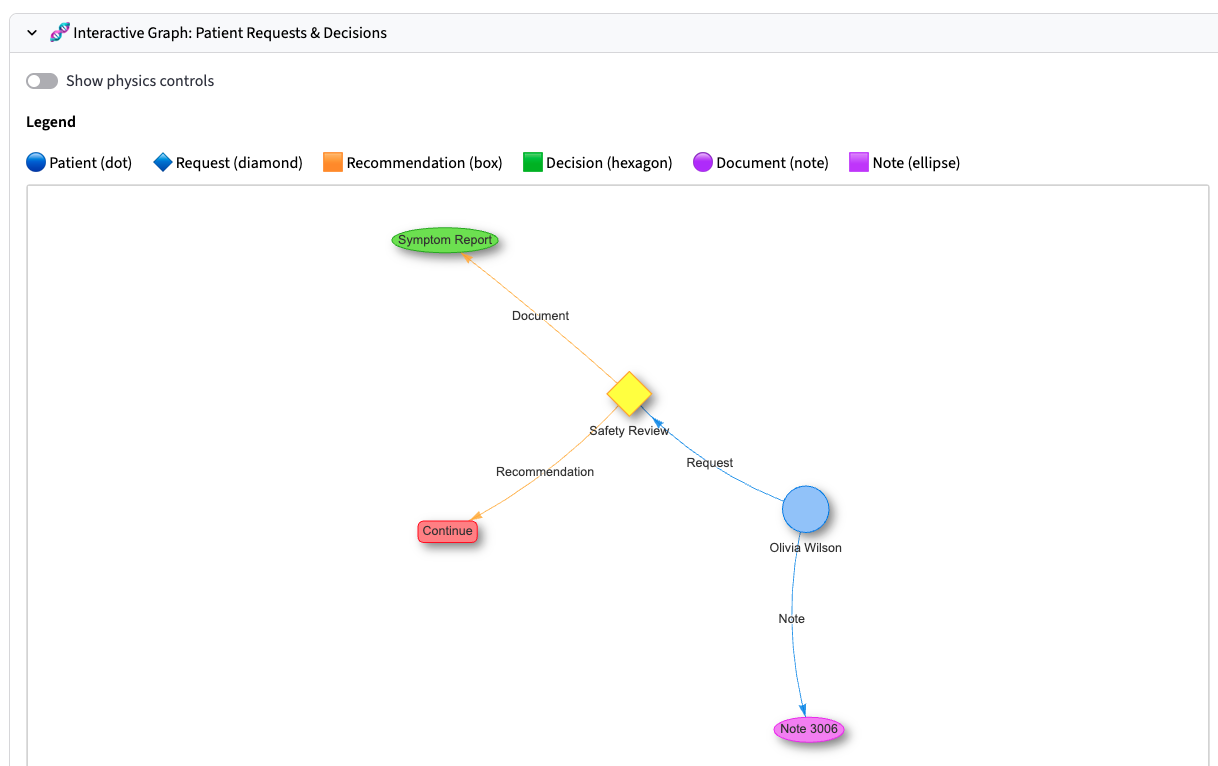 Interactive Graph: Patient Requests & Decisions
Show physics controls
Legend
Patient (dot) Request (diamond) Recommendation (box) Decision (hexagon) Document (note) Note (ellipse)
Symptom Report
Document
Safety Review
Request
Recommendation
Continue
Olivia Wilson
Note
Note 3006